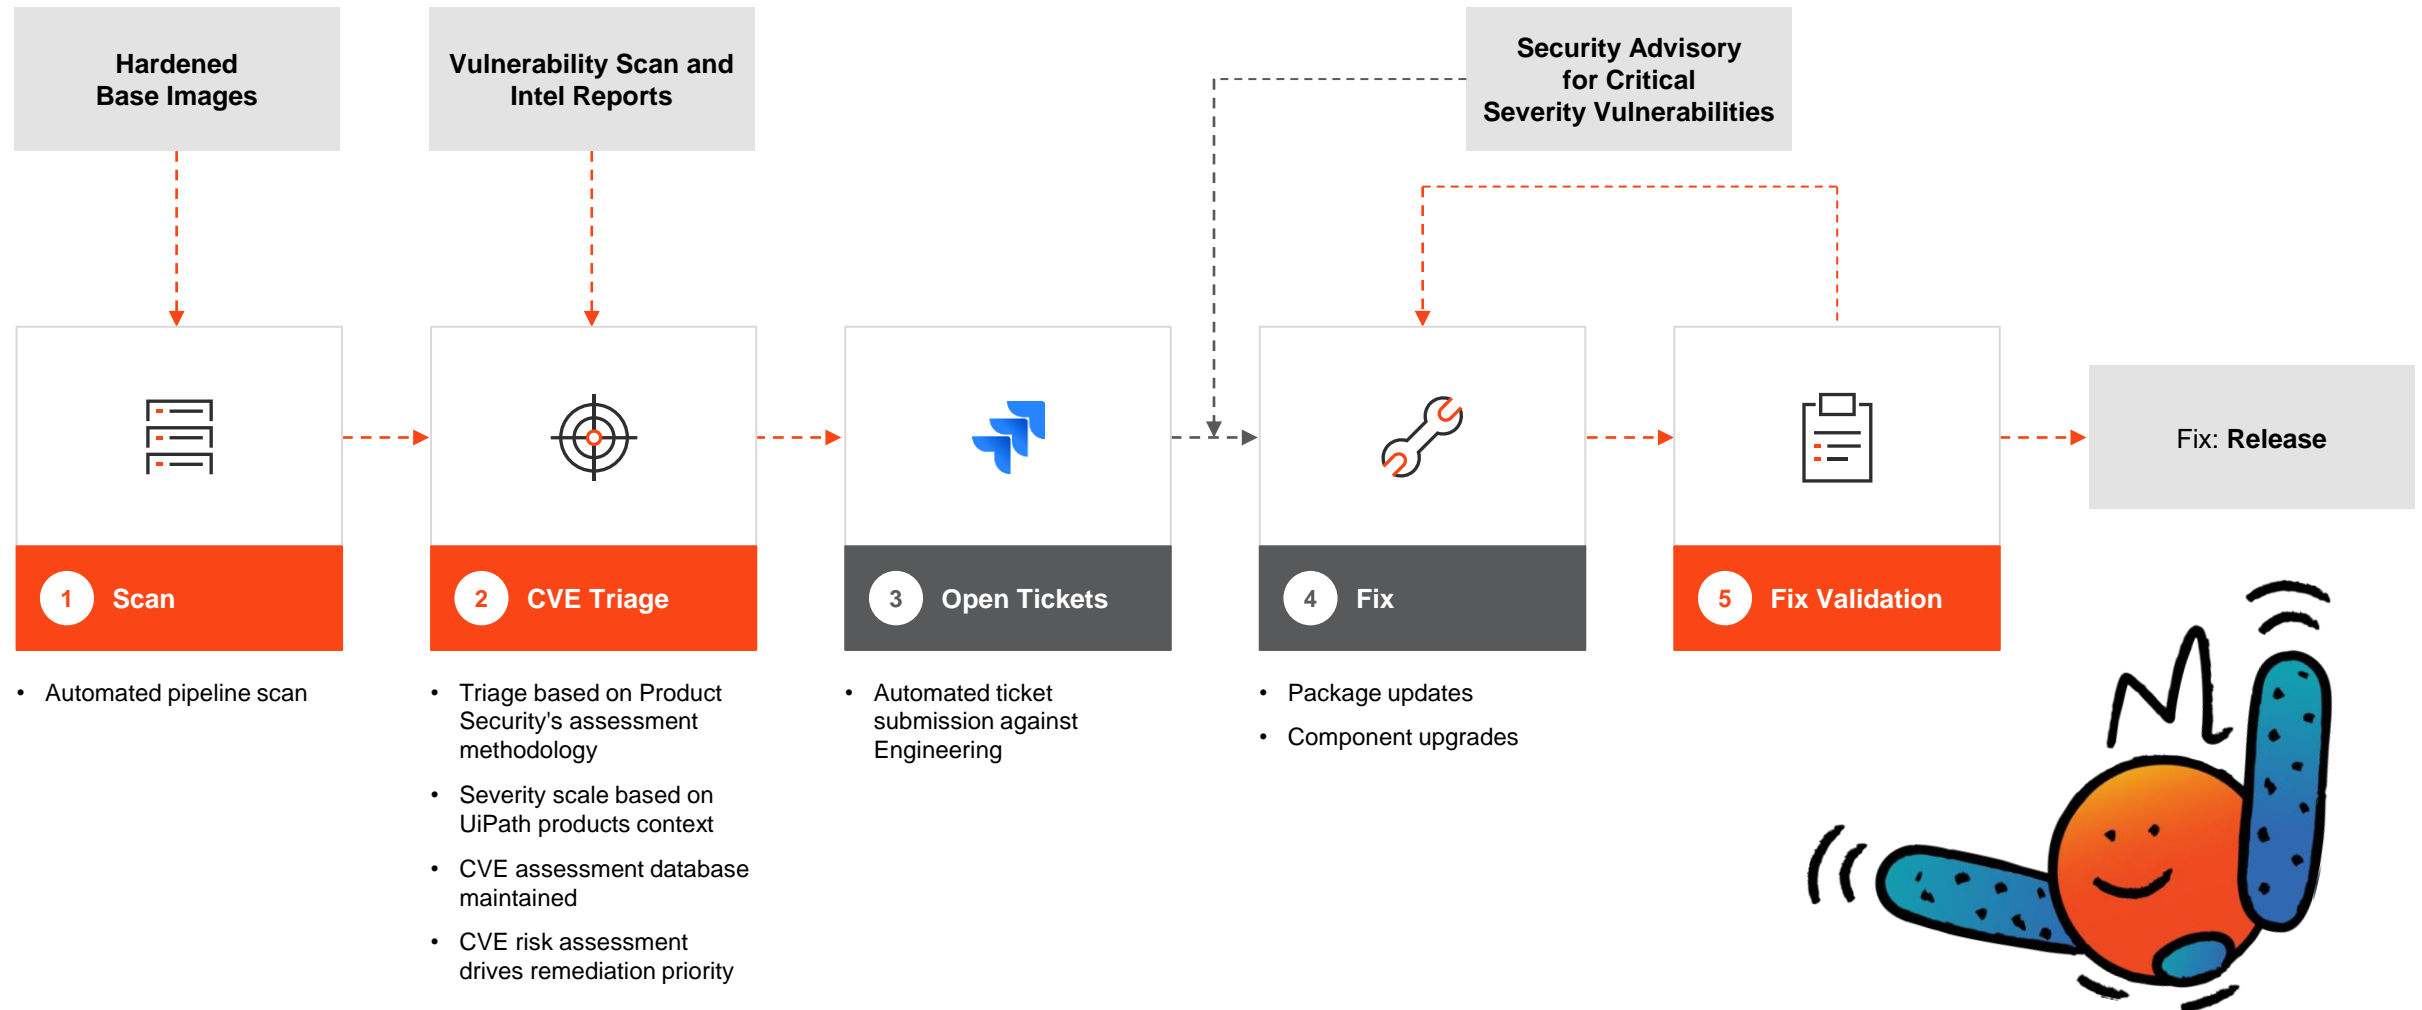 Hardened
Base Images
Vulnerability Scan and
Intel Reports
Security Advisory
for Critical
Severity Vulnerabilities
Fix: Release
1 Scan
2 CVE Triage
3 Open Tickets
4 Fix
5 Fix Validation
• Automated pipeline scan
• Triage based on Product
Security's assessment
methodology
• Severity scale based on
UiPath products context
• CVE assessment database
maintained
• CVE risk assessment
drives remediation priority
• Automated ticket
submission against
Engineering
• Package updates
• Component upgrades